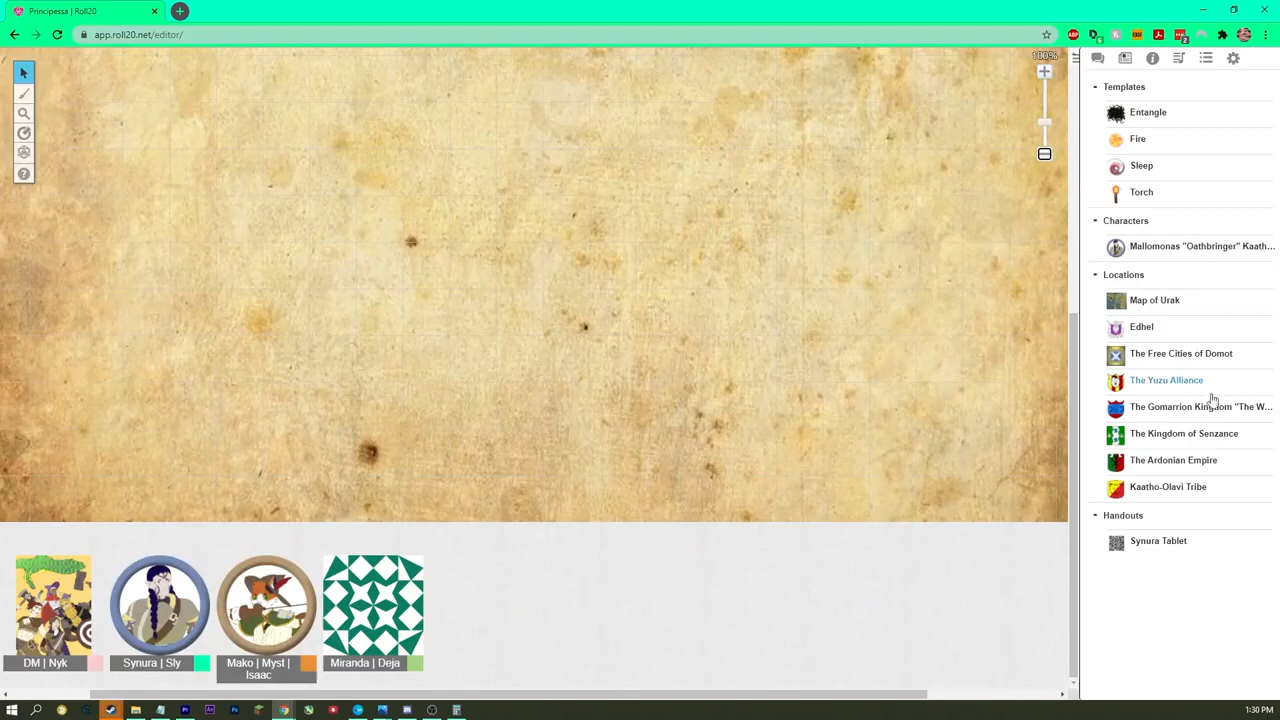 Principessa | Roll20
app.roll20.net/editor/
100%
Templates
Entangle
Fire
Sleep
Torch
Characters
Mallomonas "Oathbringer" Kaath...
Locations
Map of Urak
Edhel
The Free Cities of Domot
The Yuzu Alliance
The Gomarrion Kingdom "The W...
The Kingdom of Senzance
The Ardonian Empire
Kaatho-Olavi Tribe
Handouts
Synura Tablet
DM | Nyk
Synura | Sly
Mako | Myst |
Isaac
Miranda | Deja
1:30 PM